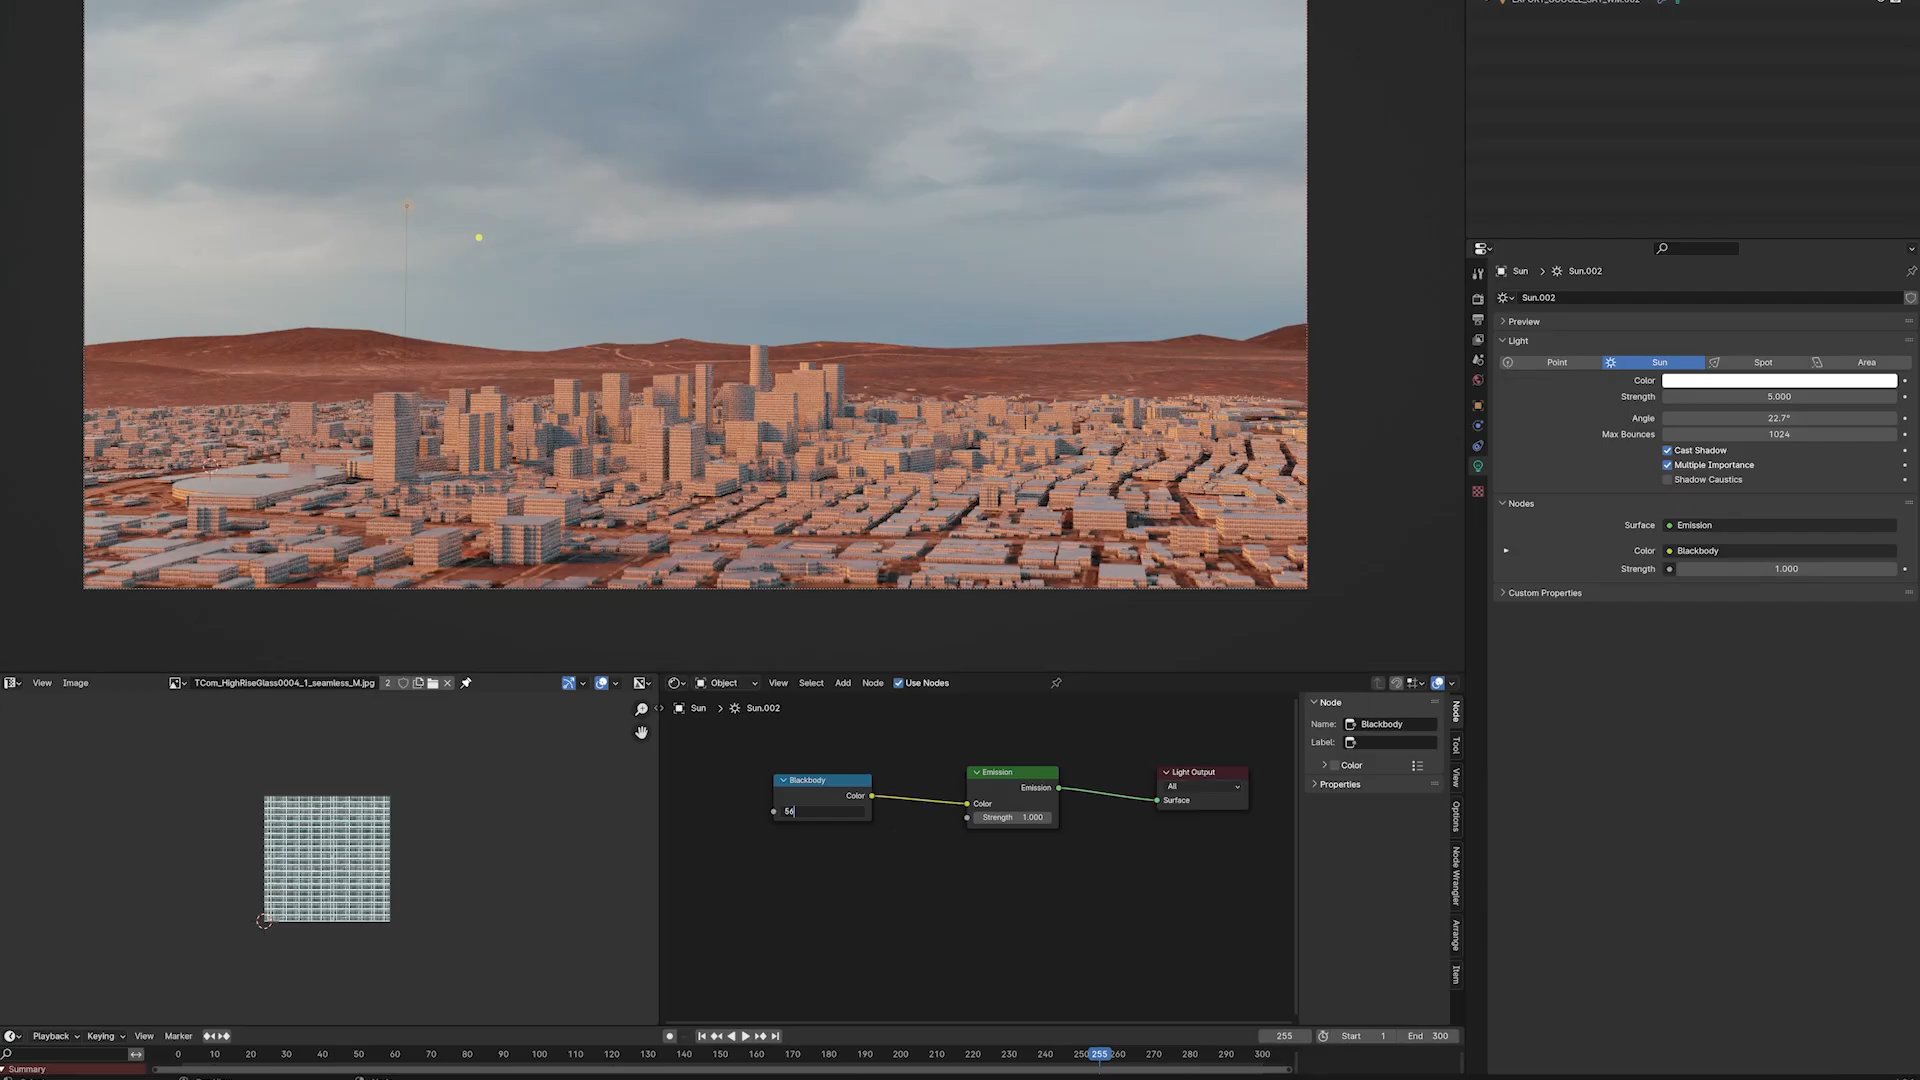 Sun > Sun.002
Sun.002
Preview
Light
Point
Sun
Spot
Area
Color
Strength
5.000
Angle
22.7°
Max Bounces
1024
Cast Shadow
Multiple Importance
Shadow Caustics
Nodes
Surface
Emission
Color
Blackbody
Strength
1.000
Custom Properties
View
Image
TCom_HighRiseGlass0004_1_seamless_M.jpg
2
Object
View
Select
Add
Node
Use Nodes
Sun > Sun.002
Blackbody
Color
56
Emission
Emission
Color
Strength 1.000
Light Output
All
Surface
Node
Name:
Blackbody
Label:
Color
Properties
Node
Tool
View
Options
Node Wrangler
Arrange
Item
Playback
Keying
View
Marker
255
Start 1
End 300
0 10 20 30 40 50 60 70 80 90 100 110 120 130 140 150 160 170 180 190 200 210 220 230 240 250 255 260 270 280 290 300
Summary